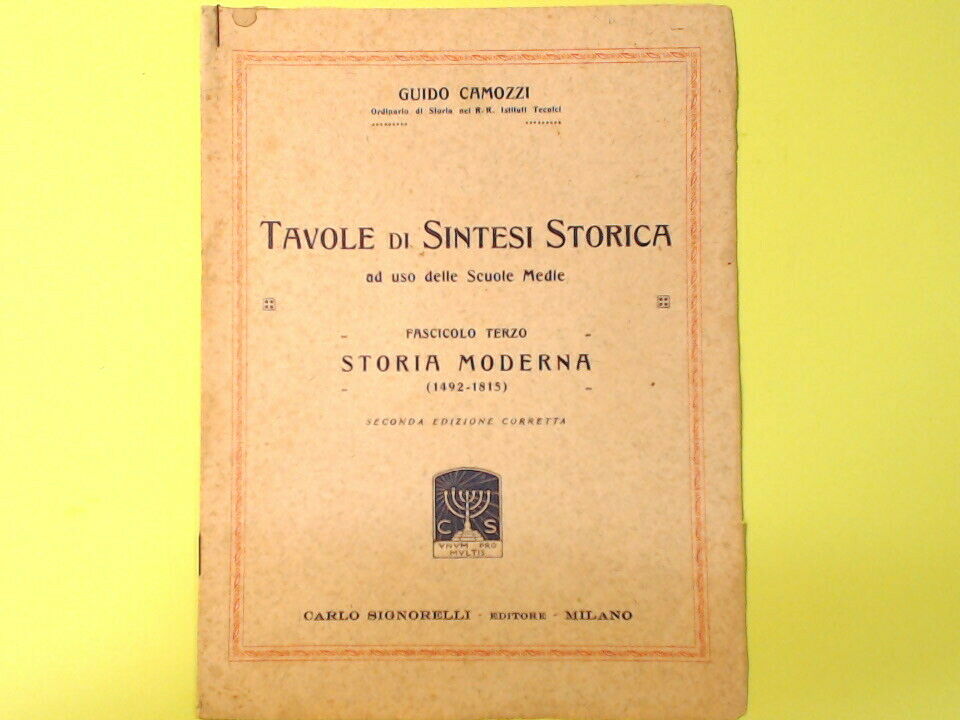 GUIDO CAMOZZI
Ordinario di Storia nei R. R. Istituti Tecnici
TAVOLE DI SINTESI STORICA
ad uso delle Scuole Medie
FASCICOLO TERZO
STORIA MODERNA
(1492-1815)
SECONDA EDIZIONE CORRETTA
C S
VNVM PRO
MVLTIS
CARLO SIGNORELLI - EDITORE - MILANO